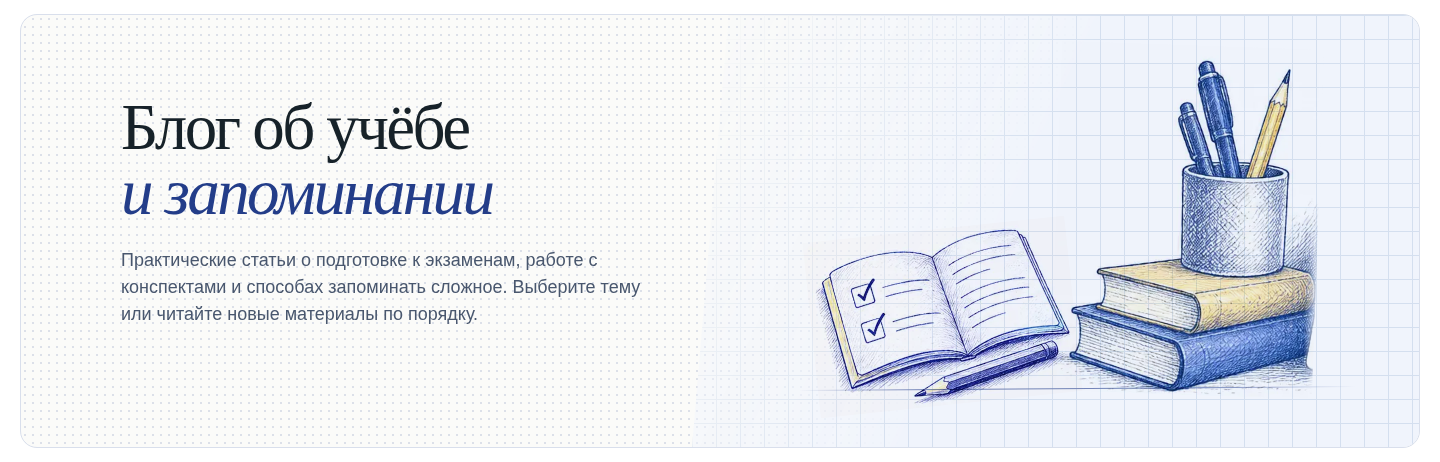 Блог об учёбе
и запоминании
Практические статьи о подготовке к экзаменам, работе с
конспектами и способах запоминать сложное. Выберите тему
или читайте новые материалы по порядку.